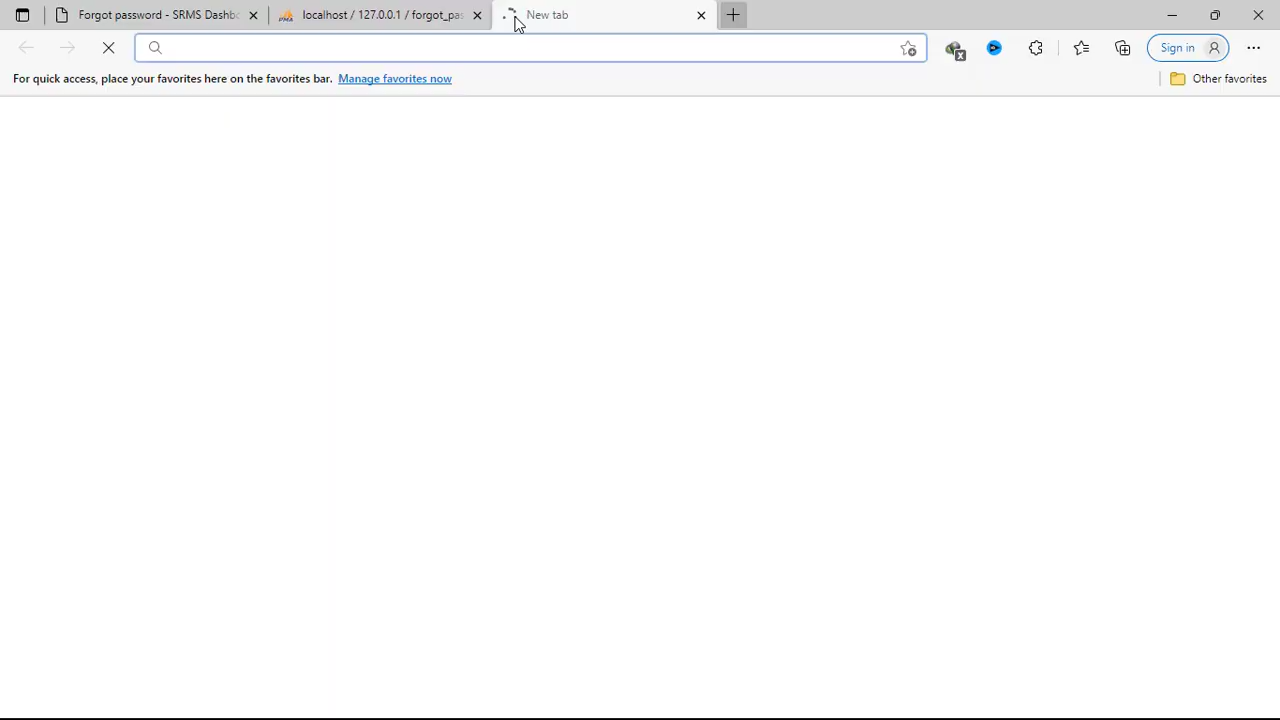 Forgot password - SRMS Dashb
localhost / 127.0.0.1 / forgot_pas
New tab
Sign in
For quick access, place your favorites here on the favorites bar. Manage favorites now
Other favorites